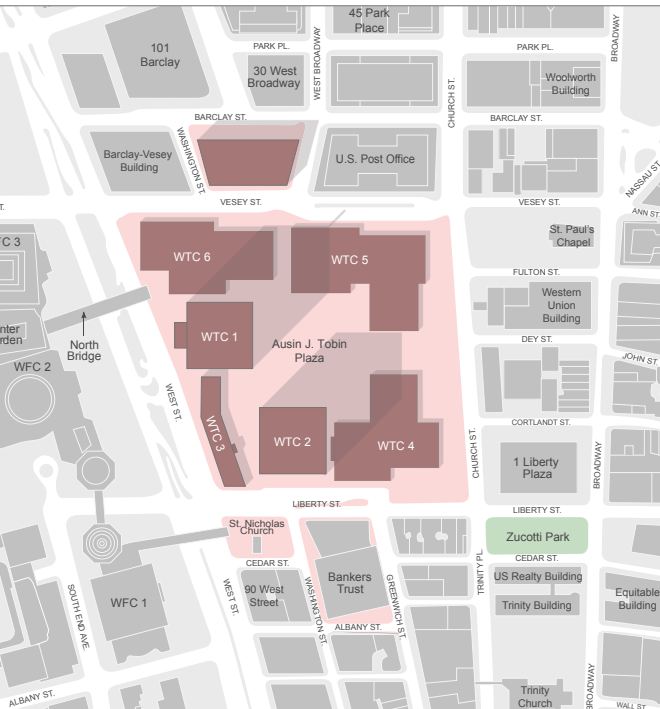 45 Park
Place
BROADWAY
101
Barclay
PARK PL.
PARK PL.
WEST BROADWAY
30 West
Broadway
Woolworth
Building
CHURCH ST.
BARCLAY ST.
BARCLAY ST.
WASHINGTON ST.
Barclay-Vesey
Building
U.S. Post Office
NASSAU ST.
VESEY ST.
VESEY ST.
T.
ANN ST.
St. Paul's
Chapel
FC 3
WTC 6
WTC 5
FULTON ST.
Western
Union
Building
nter
rden
North
Bridge
WTC 1
Ausin J. Tobin
Plaza
DEY ST.
JOHN ST.
WFC 2
WEST ST.
WTC 3
WTC 2
WTC 4
CORTLANDT ST.
CHURCH ST.
1 Liberty
Plaza
BROADWAY
LIBERTY ST.
LIBERTY ST.
St. Nicholas
Church
Zucotti Park
CEDAR ST.
CEDAR ST.
TRINITY PL.
US Realty Building
90 West
Street
Bankers
Trust
WASHINGTON ST.
GREENWICH ST.
WEST ST.
SOUTH END AVE.
WFC 1
Trinity Building
Equitable
Building
ALBANY ST.
ALBANY ST.
Trinity
Church
BROADWAY
WALL ST.